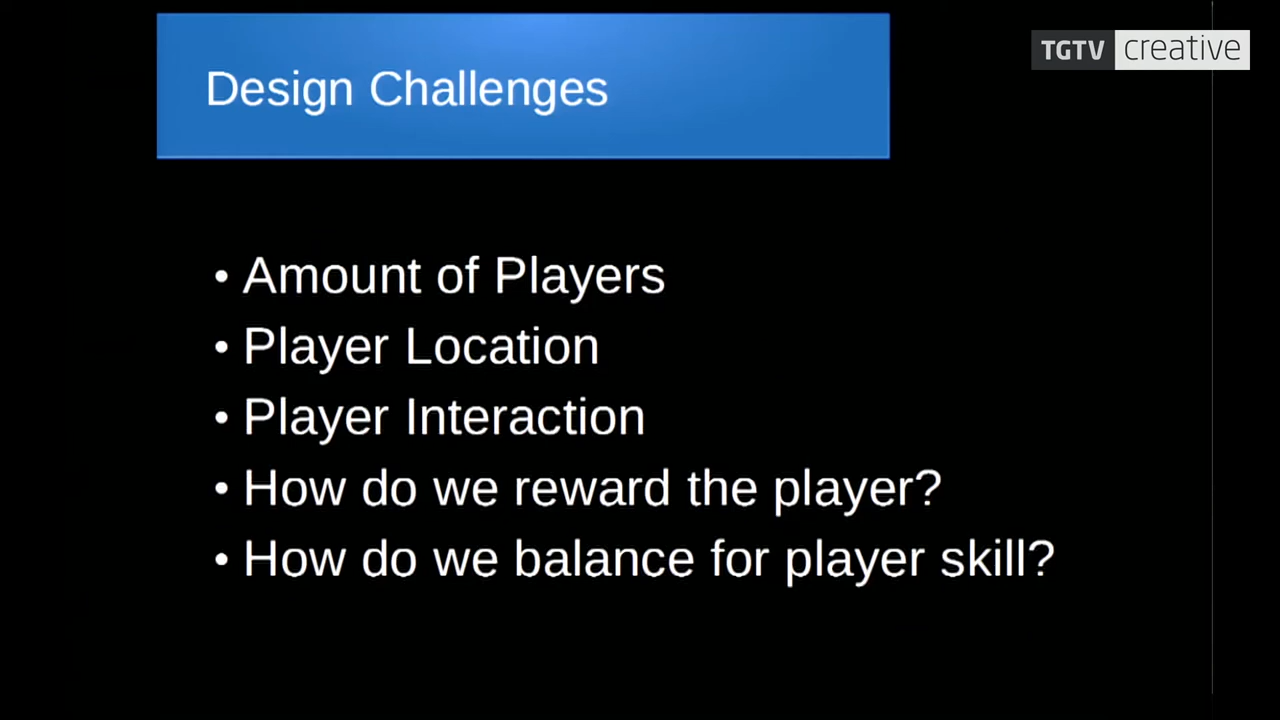 TGTV creative
Design Challenges
• Amount of Players
• Player Location
• Player Interaction
• How do we reward the player?
• How do we balance for player skill?